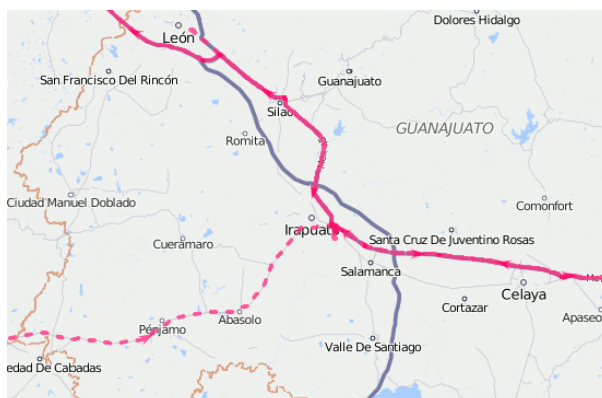 Dolores Hidalgo
León
San Francisco Del Rincón
Guanajuato
Silao
GUANAJUATO
Romita
Ciudad Manuel Doblado
Comonfort
Irapuato
Cuerámaro
Santa Cruz De Juventino Rosas
Salamanca
Celaya
Cortazar
Apaseo
Abasolo
Pénjamo
Valle De Santiago
edad De Cabadas